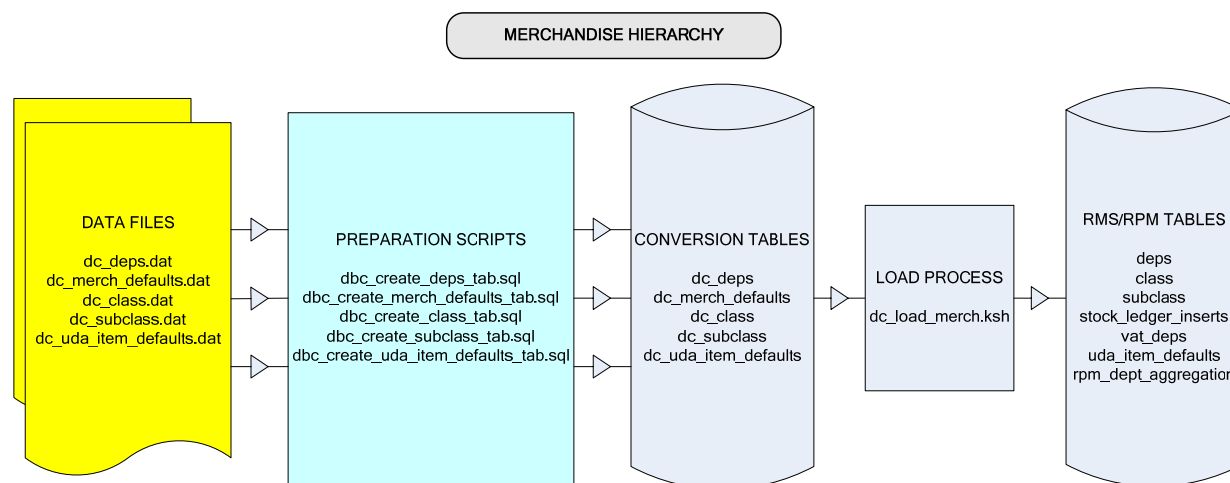 MERCHANDISE HIERARCHY
DATA FILES
dc_deps.dat
dc_merch_defaults.dat
dc_class.dat
dc_subclass.dat
dc_uda_item_defaults.dat
PREPARATION SCRIPTS
dbc_create_deps_tab.sql
dbc_create_merch_defaults_tab.sql
dbc_create_class_tab.sql
dbc_create_subclass_tab.sql
dbc_create_uda_item_defaults_tab.sql
CONVERSION TABLES
dc_deps
dc_merch_defaults
dc_class
dc_subclass
dc_uda_item_defaults
LOAD PROCESS
dc_load_merch.ksh
RMS/RPM TABLES
deps
class
subclass
stock_ledger_inserts
vat_deps
uda_item_defaults
rpm_dept_aggregation